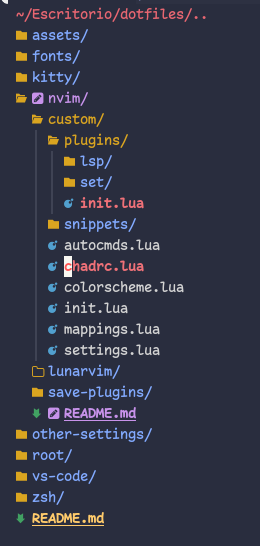 ~/Escritorio/dotfiles/..
assets/
fonts/
kitty/
nvim/
custom/
plugins/
lsp/
set/
init.lua
snippets/
autocmds.lua
chadrc.lua
colorscheme.lua
init.lua
mappings.lua
settings.lua
lunarvim/
save-plugins/
README.md
other-settings/
root/
vs-code/
zsh/
README.md